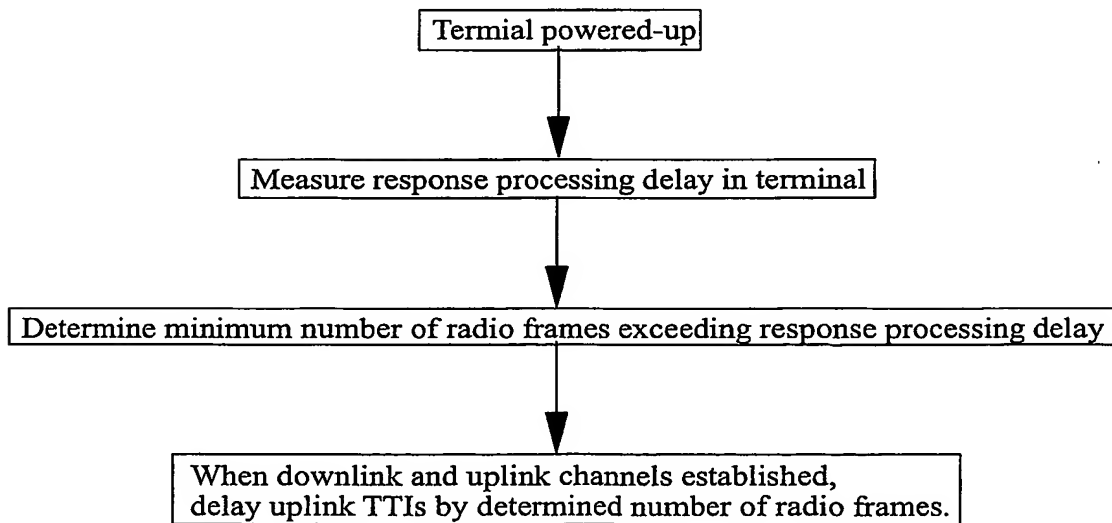 Termial powered-up
Measure response processing delay in terminal
Determine minimum number of radio frames exceeding response processing delay
When downlink and uplink channels established,
delay uplink TTIs by determined number of radio frames.